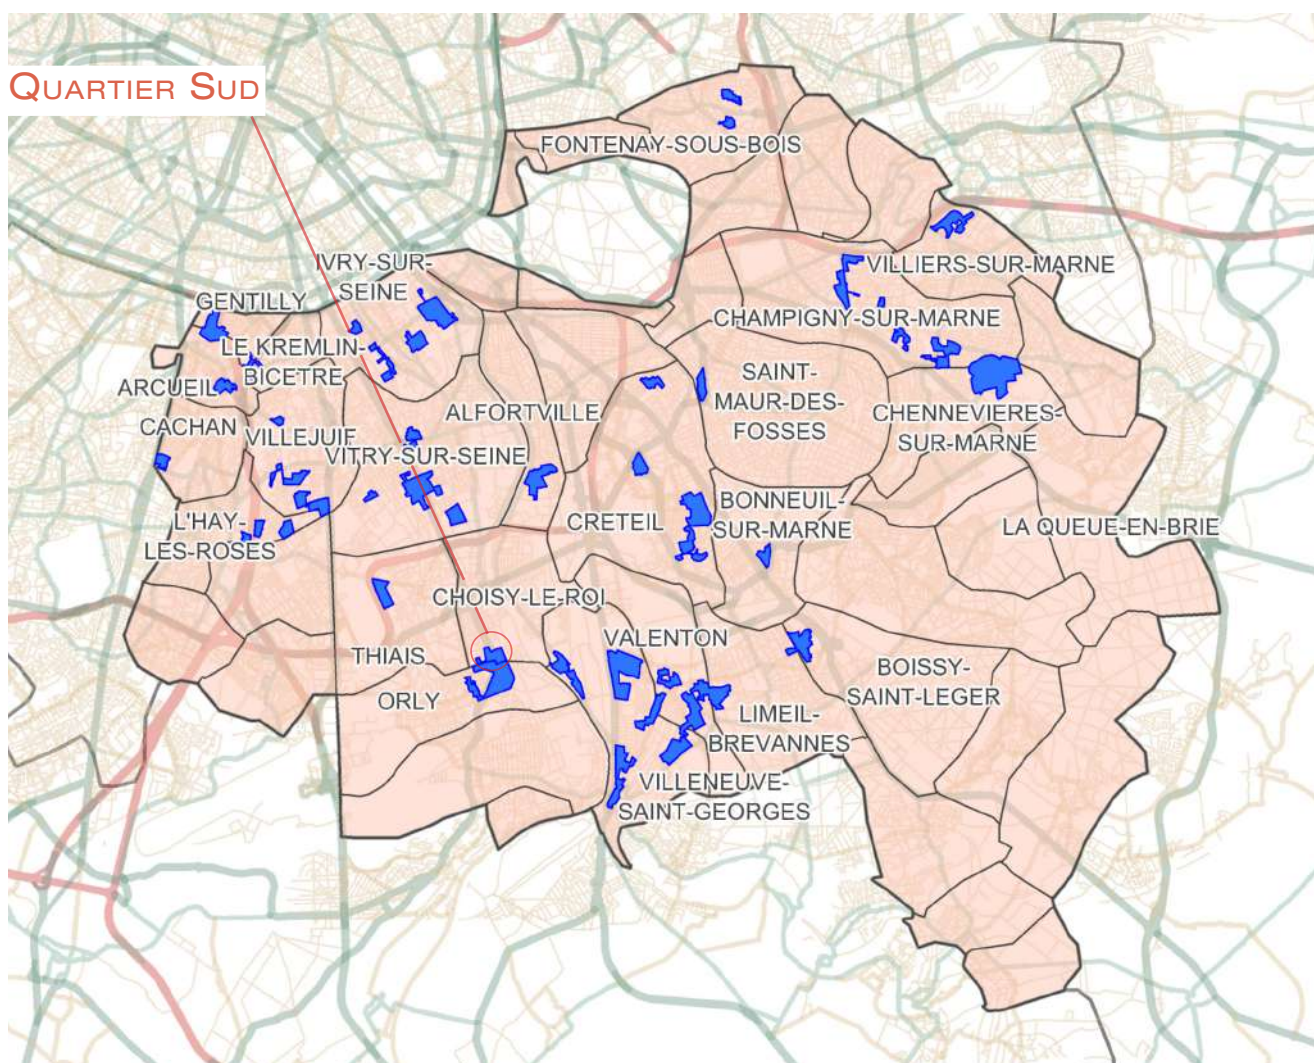 QUARTIER SUD
FONTENAY-SOUS-BOIS
IVRY-SUR-
SEINE
VILLIERS-SUR-MARNE
GENTILLY
CHAMPIGNY-SUR-MARNE
LE KREMLIN-
BICETRE
ARCUEIL
SAINT-
MAUR-DES-
FOSSES
CACHAN
ALFORTVILLE
CHENNEVIERES-
SUR-MARNE
VILLEJUIF
VITRY-SUR-SEINE
BONNEUIL-
SUR-MARNE
L'HAY-
LES-ROSES
CRETEIL
LA QUEUE-EN-BRIE
CHOISY-LE-ROI
VALENTON
THIAIS
BOISSY-
SAINT-LEGER
ORLY
LIMEIL-
BREVANNES
VILLENEUVE-
SAINT-GEORGES